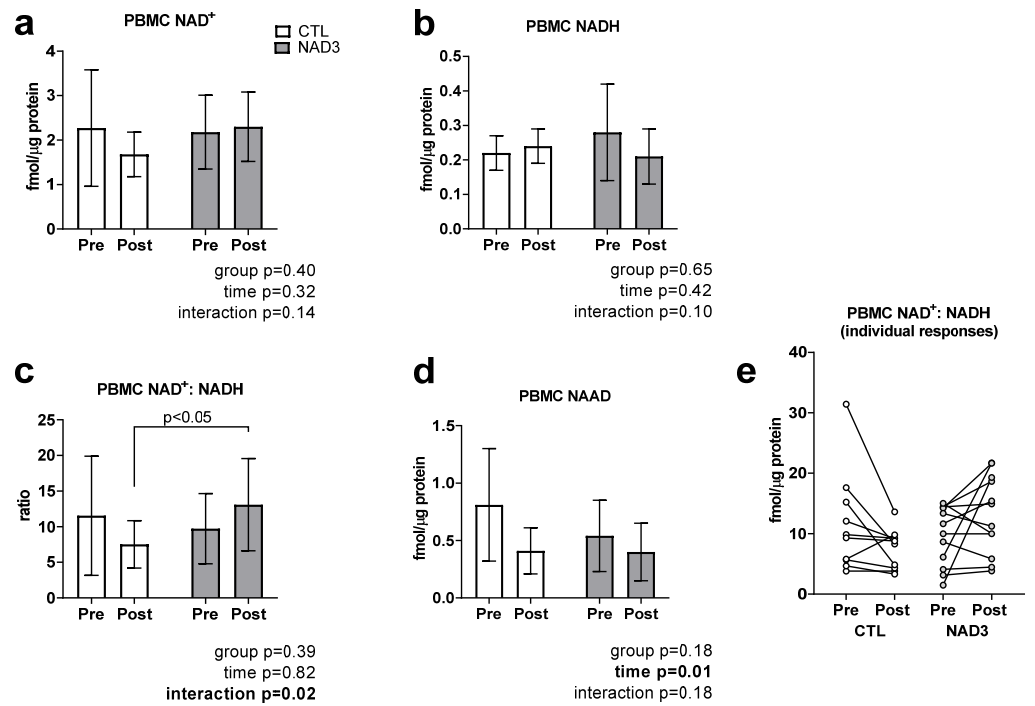 a
PBMC NAD⁺
CTL
NAD3
fmol/µg protein
4
3
2
1
0
Pre Post Pre Post
group p=0.40
time p=0.32
interaction p=0.14
b
PBMC NADH
fmol/µg protein
0.5
0.4
0.3
0.2
0.1
0.0
Pre Post Pre Post
group p=0.65
time p=0.42
interaction p=0.10
c
PBMC NAD⁺: NADH
p<0.05
ratio
25
20
15
10
5
0
Pre Post Pre Post
group p=0.39
time p=0.82
interaction p=0.02
d
PBMC NAAD
fmol/µg protein
1.5
1.0
0.5
0.0
Pre Post Pre Post
group p=0.18
time p=0.01
interaction p=0.18
e
PBMC NAD⁺: NADH
(individual responses)
fmol/µg protein
40
30
20
10
0
Pre Post Pre Post
CTL NAD3